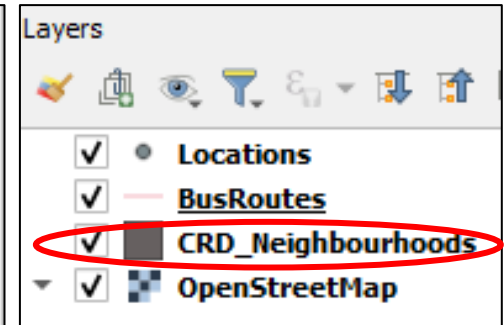 Layers
Locations
BusRoutes
CRD_Neighbourhoods
OpenStreetMap